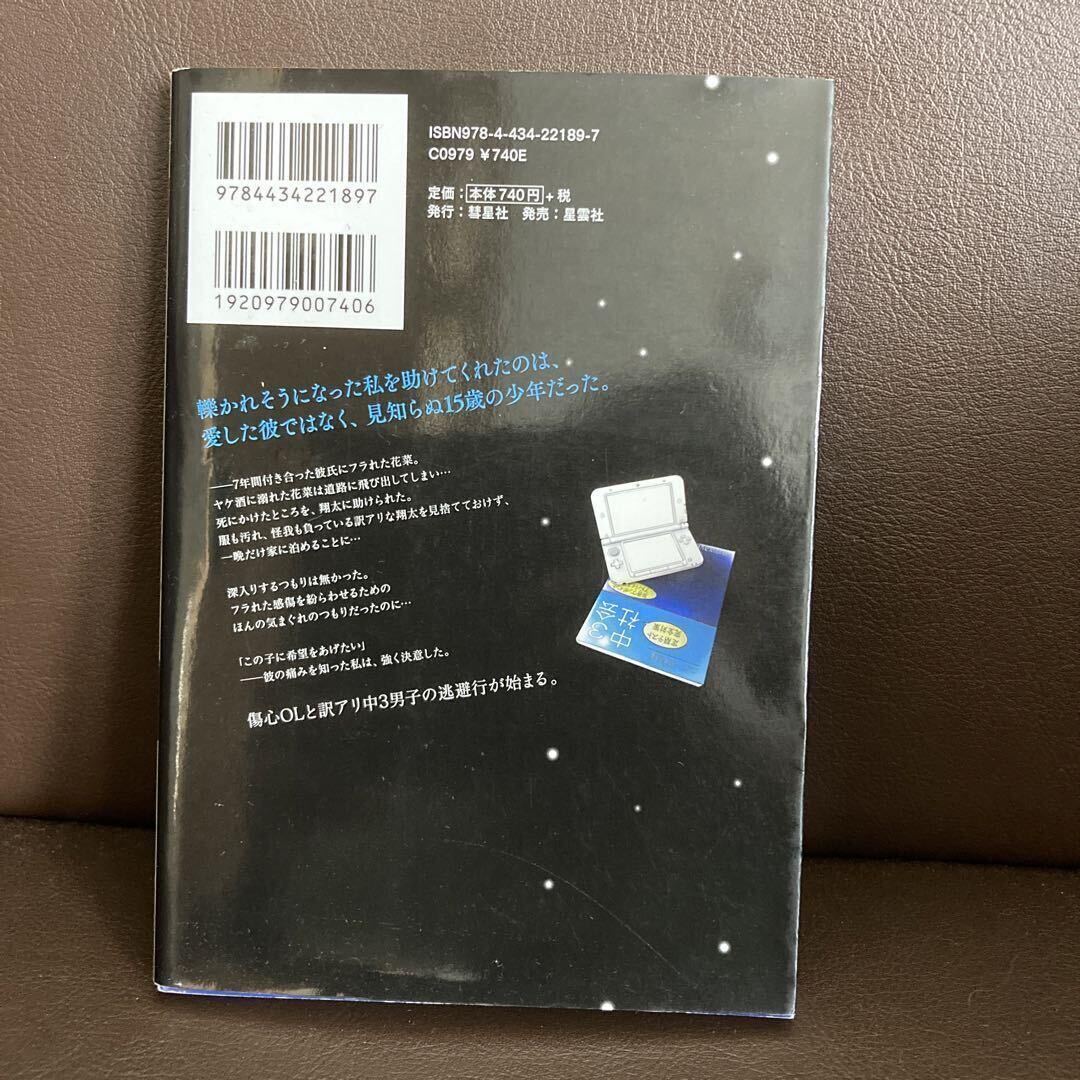 ISBN978-4-434-22189-7
C0979 ¥740E
定価：本体740円+税
発行：彗星社 発売：星雲社
9784434221897
1920979007406
轢かれそうになった私を助けてくれたのは、
愛した彼ではなく、見知らぬ15歳の少年だった。
――7年間付き合った彼氏にフラれた花菜。
ヤケ酒に溺れた花菜は道路に飛び出してしまい…
死にかけたところを、翔太に助けられた。
服も汚れ、怪我も負っている訳アリな翔太を見捨てておけず、
一晩だけ家に泊めることに…
深入りするつもりは無かった。
フラれた感傷を紛らわせるための
ほんの気まぐれのつもりだったのに…
「この子に希望をあげたい」
――彼の痛みを知った私は、強く決意した。
傷心OLと訳アリ中3男子の逃避行が始まる。
中3
社会
定期テスト
完全対策